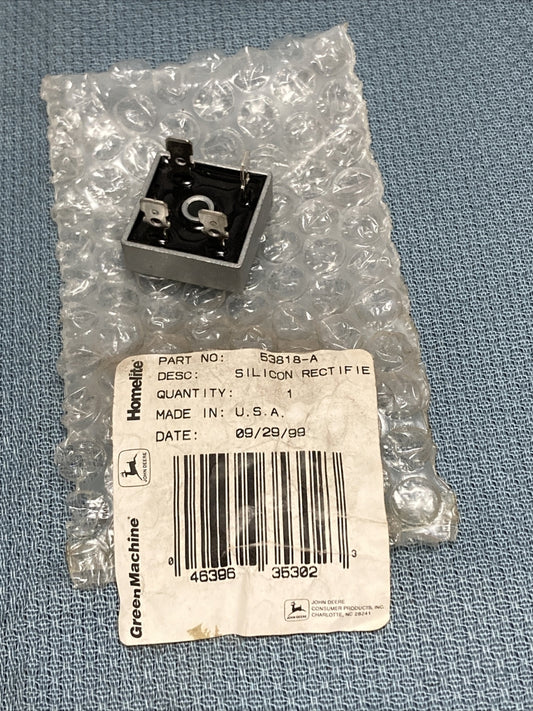 PART NO: 53818-A
DESC: SILICON RECTIFIE
QUANTITY: 1
MADE IN: U.S.A.
DATE: 09/29/99
Homelite®
JOHN DEERE
GreenMachine®
0 46396 35302 3
JOHN DEERE
CONSUMER PRODUCTS, INC.
CHARLOTTE, NC 28241